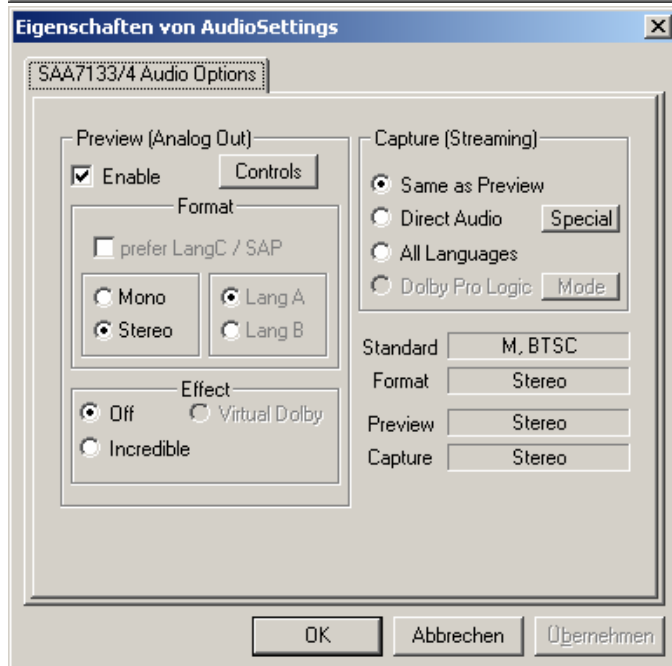 Eigenschaften von AudioSettings
SAA7133/4 Audio Options
Preview (Analog Out)
Enable
Controls
Format
prefer LangC / SAP
Mono
Stereo
Lang A
Lang B
Effect
Off
Virtual Dolby
Incredible
Capture (Streaming)
Same as Preview
Direct Audio
Special
All Languages
Dolby Pro Logic
Mode
Standard
M, BTSC
Format
Stereo
Preview
Stereo
Capture
Stereo
OK
Abbrechen
Übernehmen